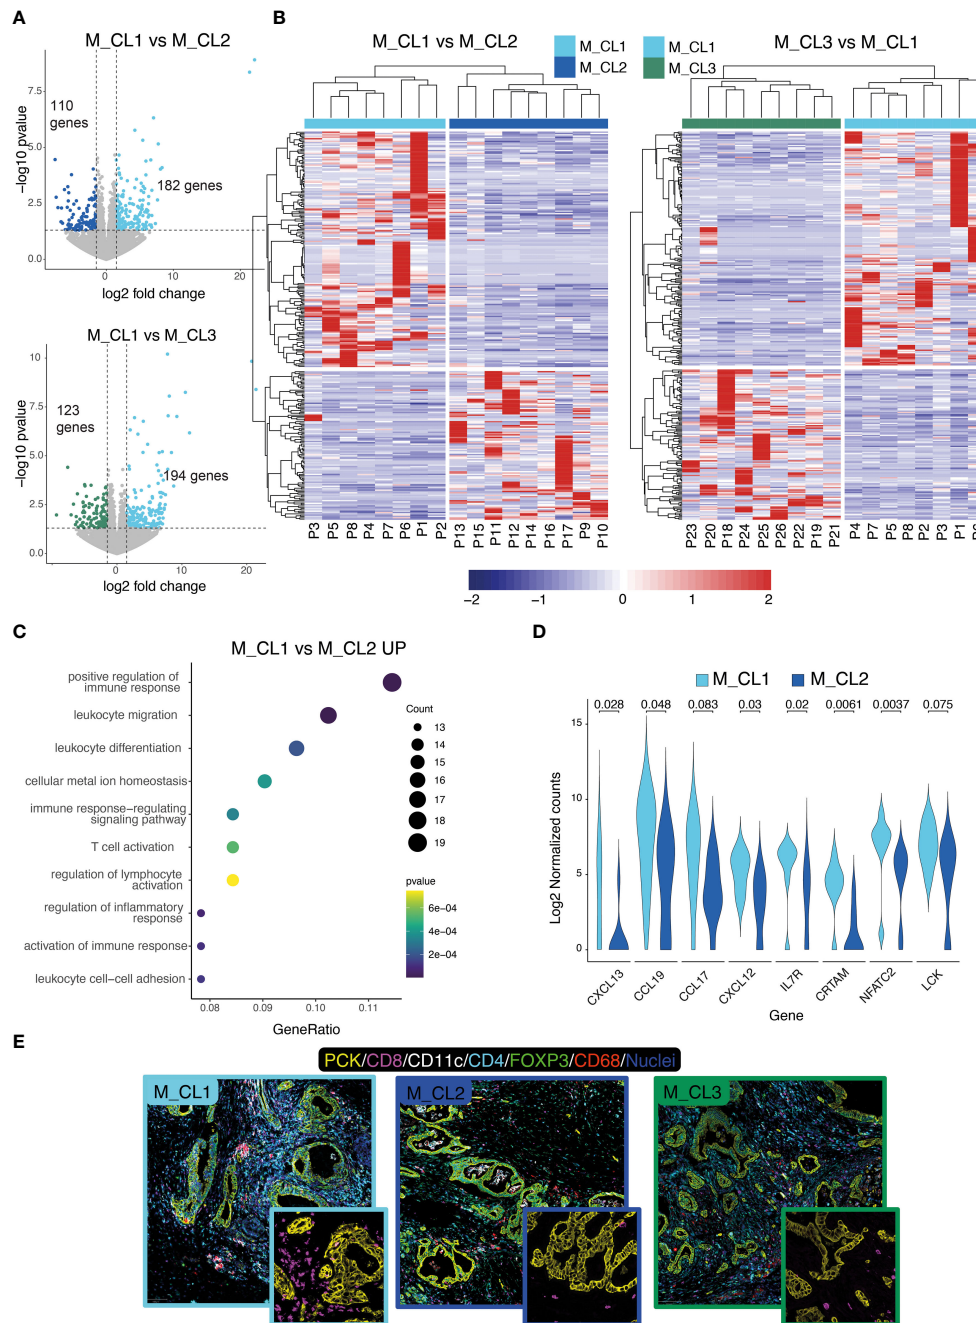 A
M_CL1 vs M_CL2
−log10 pvalue
7.5
5.0
2.5
0.0
110
genes
182 genes
0
10
20
log2 fold change
M_CL1 vs M_CL3
−log10 pvalue
10
7.5
5.0
2.5
0.0
123
genes
194 genes
0
10
20
log2 fold change
B
M_CL1 vs M_CL2
M_CL1
M_CL2
M_CL1
M_CL3
M_CL3 vs M_CL1
P3
P5
P8
P4
P7
P6
P1
P2
P13
P15
P11
P12
P14
P16
P17
P9
P10
P23
P20
P18
P24
P25
P26
P22
P19
P21
P4
P7
P5
P8
P2
P3
P1
−2
−1
0
1
2
C
M_CL1 vs M_CL2 UP
positive regulation of
immune response
leukocyte migration
leukocyte differentiation
cellular metal ion homeostasis
immune response−regulating
signaling pathway
T cell activation
regulation of lymphocyte
activation
regulation of inflammatory
response
activation of immune response
leukocyte cell−cell adhesion
0.08
0.09
0.10
0.11
GeneRatio
Count
13
14
15
16
17
18
19
pvalue
6e−04
4e−04
2e−04
D
M_CL1
M_CL2
0.028
0.048
0.083
0.03
0.02
0.0061
0.0037
0.075
Log2 Normalized counts
15
10
5
0
CXCL13
CCL19
CCL17
CXCL12
IL7R
CRTAM
NFATC2
LCK
Gene
E
PCK/CD8/CD11c/CD4/FOXP3/CD68/Nuclei
M_CL1
M_CL2
M_CL3